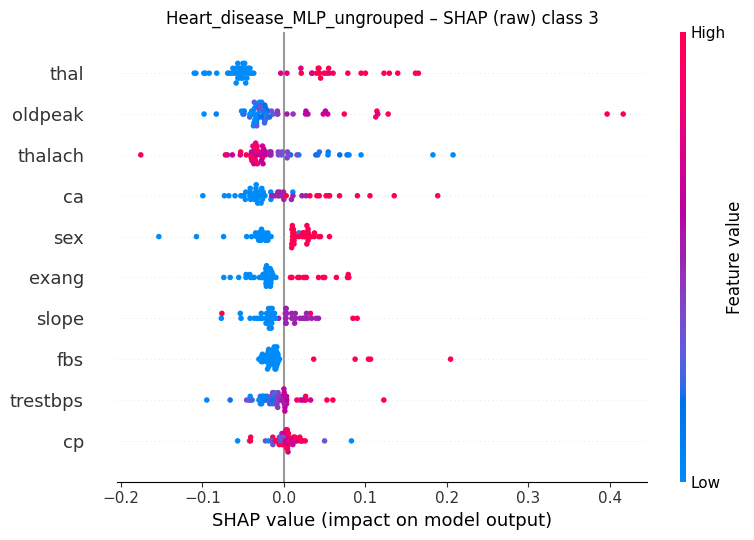 Heart_disease_MLP_ungrouped – SHAP (raw) class 3
High
thal
oldpeak
thalach
ca
sex
exang
slope
fbs
trestbps
cp
Feature value
Low
−0.2 −0.1 0.0 0.1 0.2 0.3 0.4
SHAP value (impact on model output)